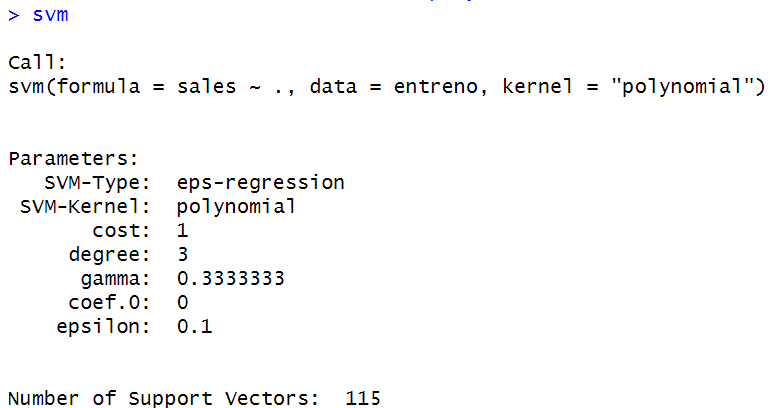 > svm
Call:
svm(formula = sales ~ ., data = entreno, kernel = "polynomial")
Parameters:
SVM-Type: eps-regression
SVM-Kernel: polynomial
cost: 1
degree: 3
gamma: 0.3333333
coef.0: 0
epsilon: 0.1
Number of Support Vectors: 115